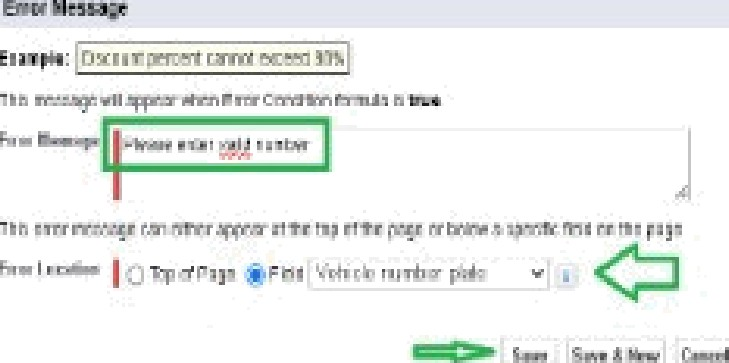 Error Message
Example: Discount percent cannot exceed 30%
This message will appear when Error Condition formula is true
Error Message Please enter vaild number
This error message can either appear at the top of the page or below a specific field on the page
Error Location Top of Page Field Vehicle number plate i
Save Save & New Cancel